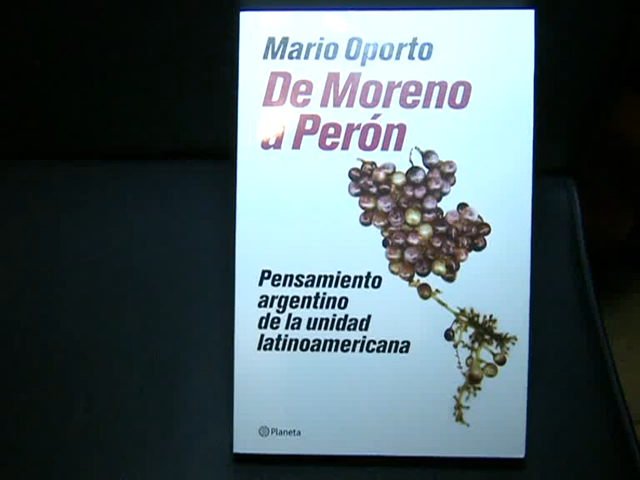 Mario Oporto
De Moreno
a Perón
Pensamiento
argentino
de la unidad
latinoamericana
Planeta